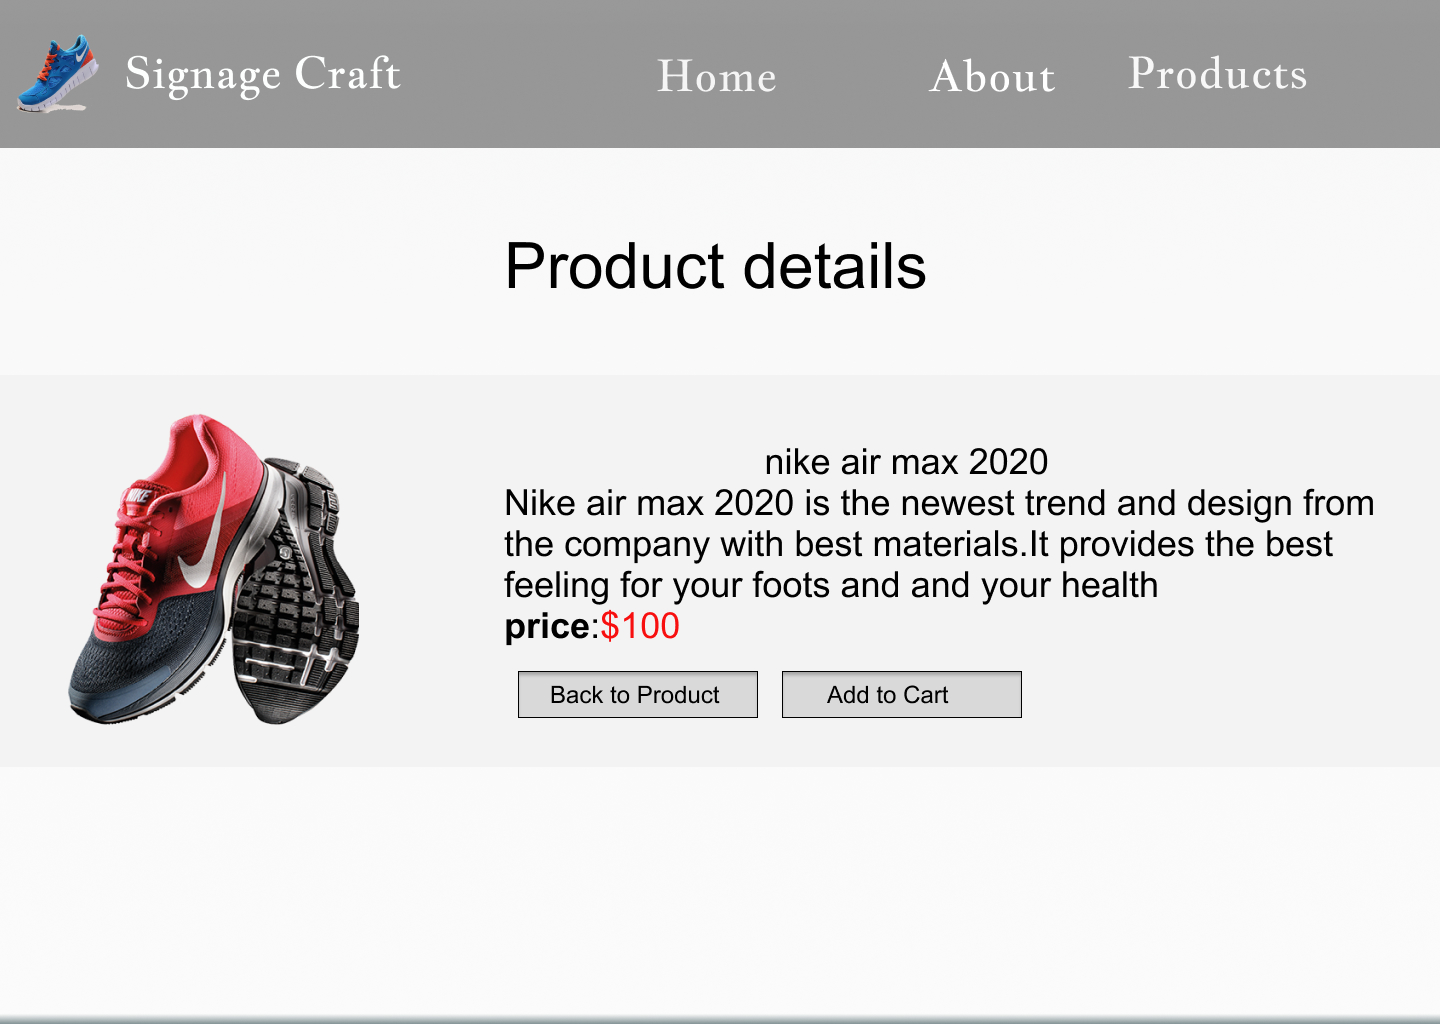 Signage Craft
Home
About
Products
Product details
NIKE
nike air max 2020
Nike air max 2020 is the newest trend and design from
the company with best materials.It provides the best
feeling for your foots and and your health
price:$100
Back to Product
Add to Cart